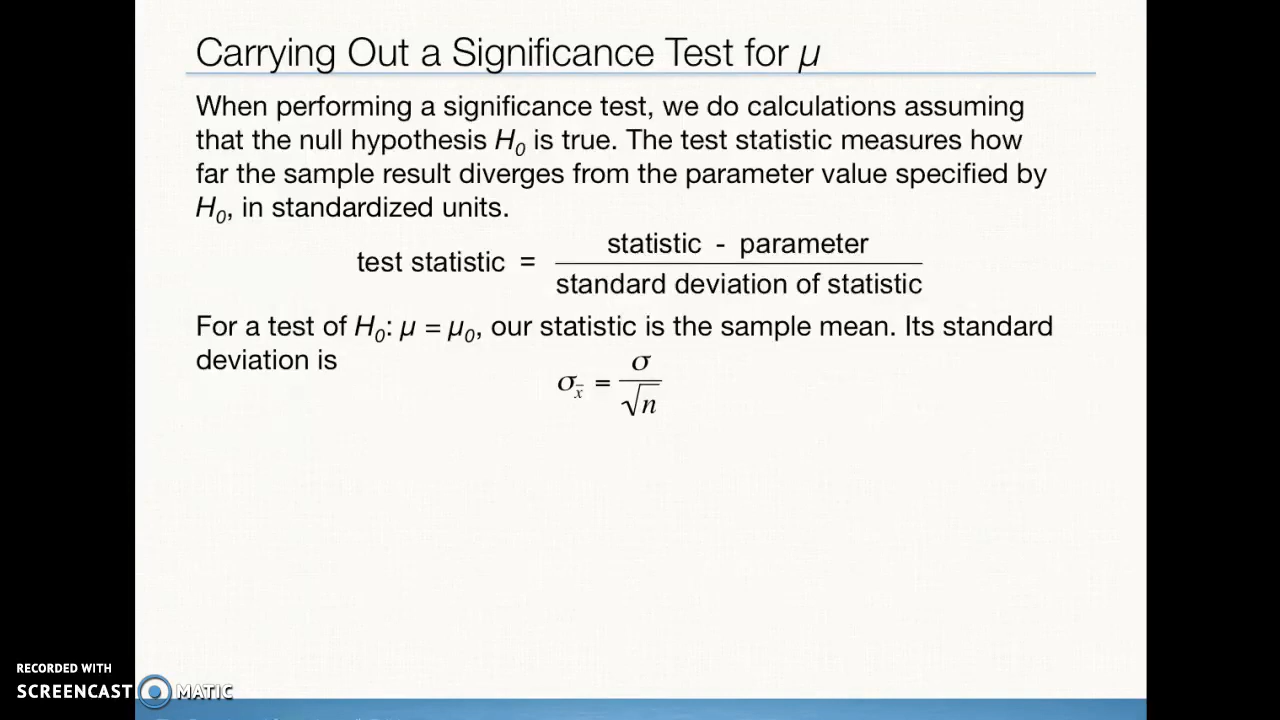 Carrying Out a Significance Test for μ
When performing a significance test, we do calculations assuming
that the null hypothesis H₀ is true. The test statistic measures how
far the sample result diverges from the parameter value specified by
H₀, in standardized units.
test statistic = statistic - parameter / standard deviation of statistic
For a test of H₀: μ = μ₀, our statistic is the sample mean. Its standard
deviation is
σ_x̄ = σ / √n
RECORDED WITH
SCREENCAST MATIC